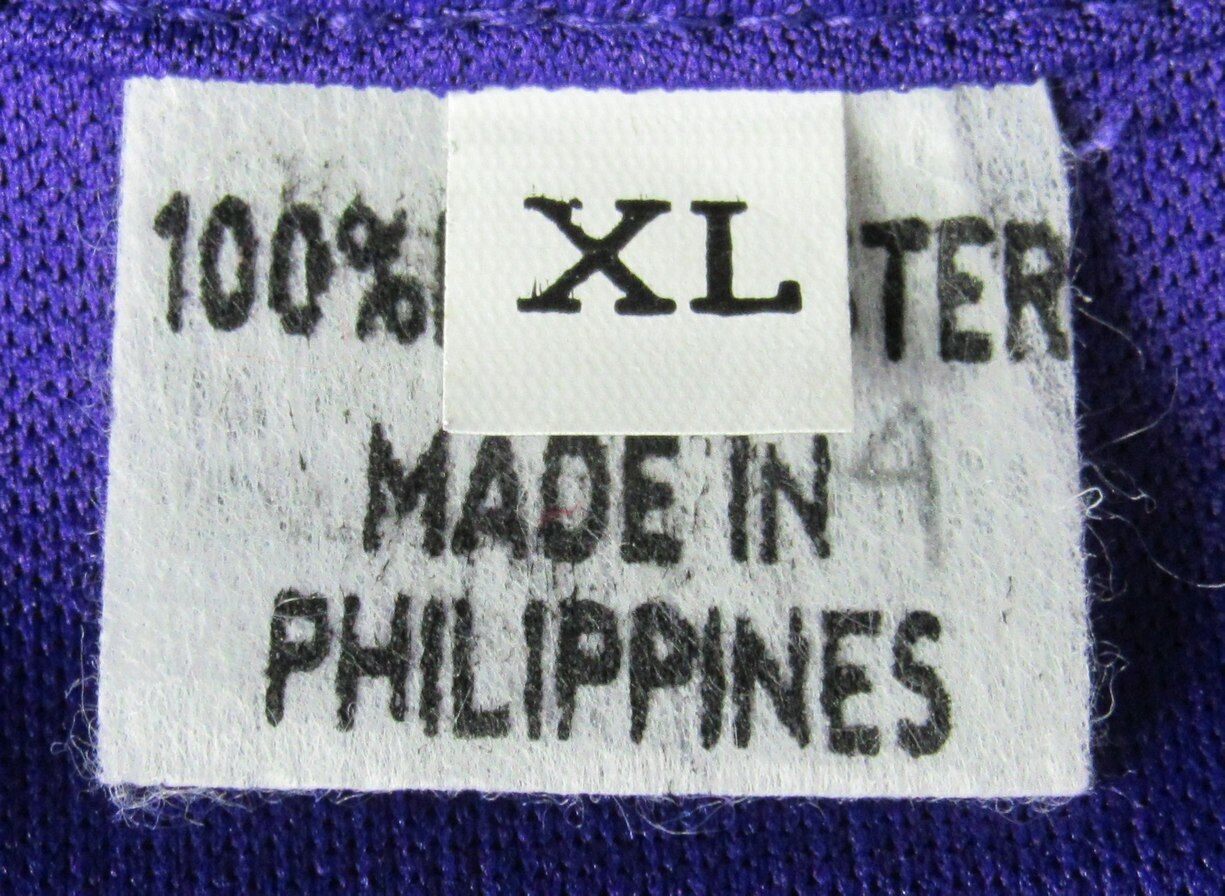 100% TER
XL
MADE IN
PHILIPPINES